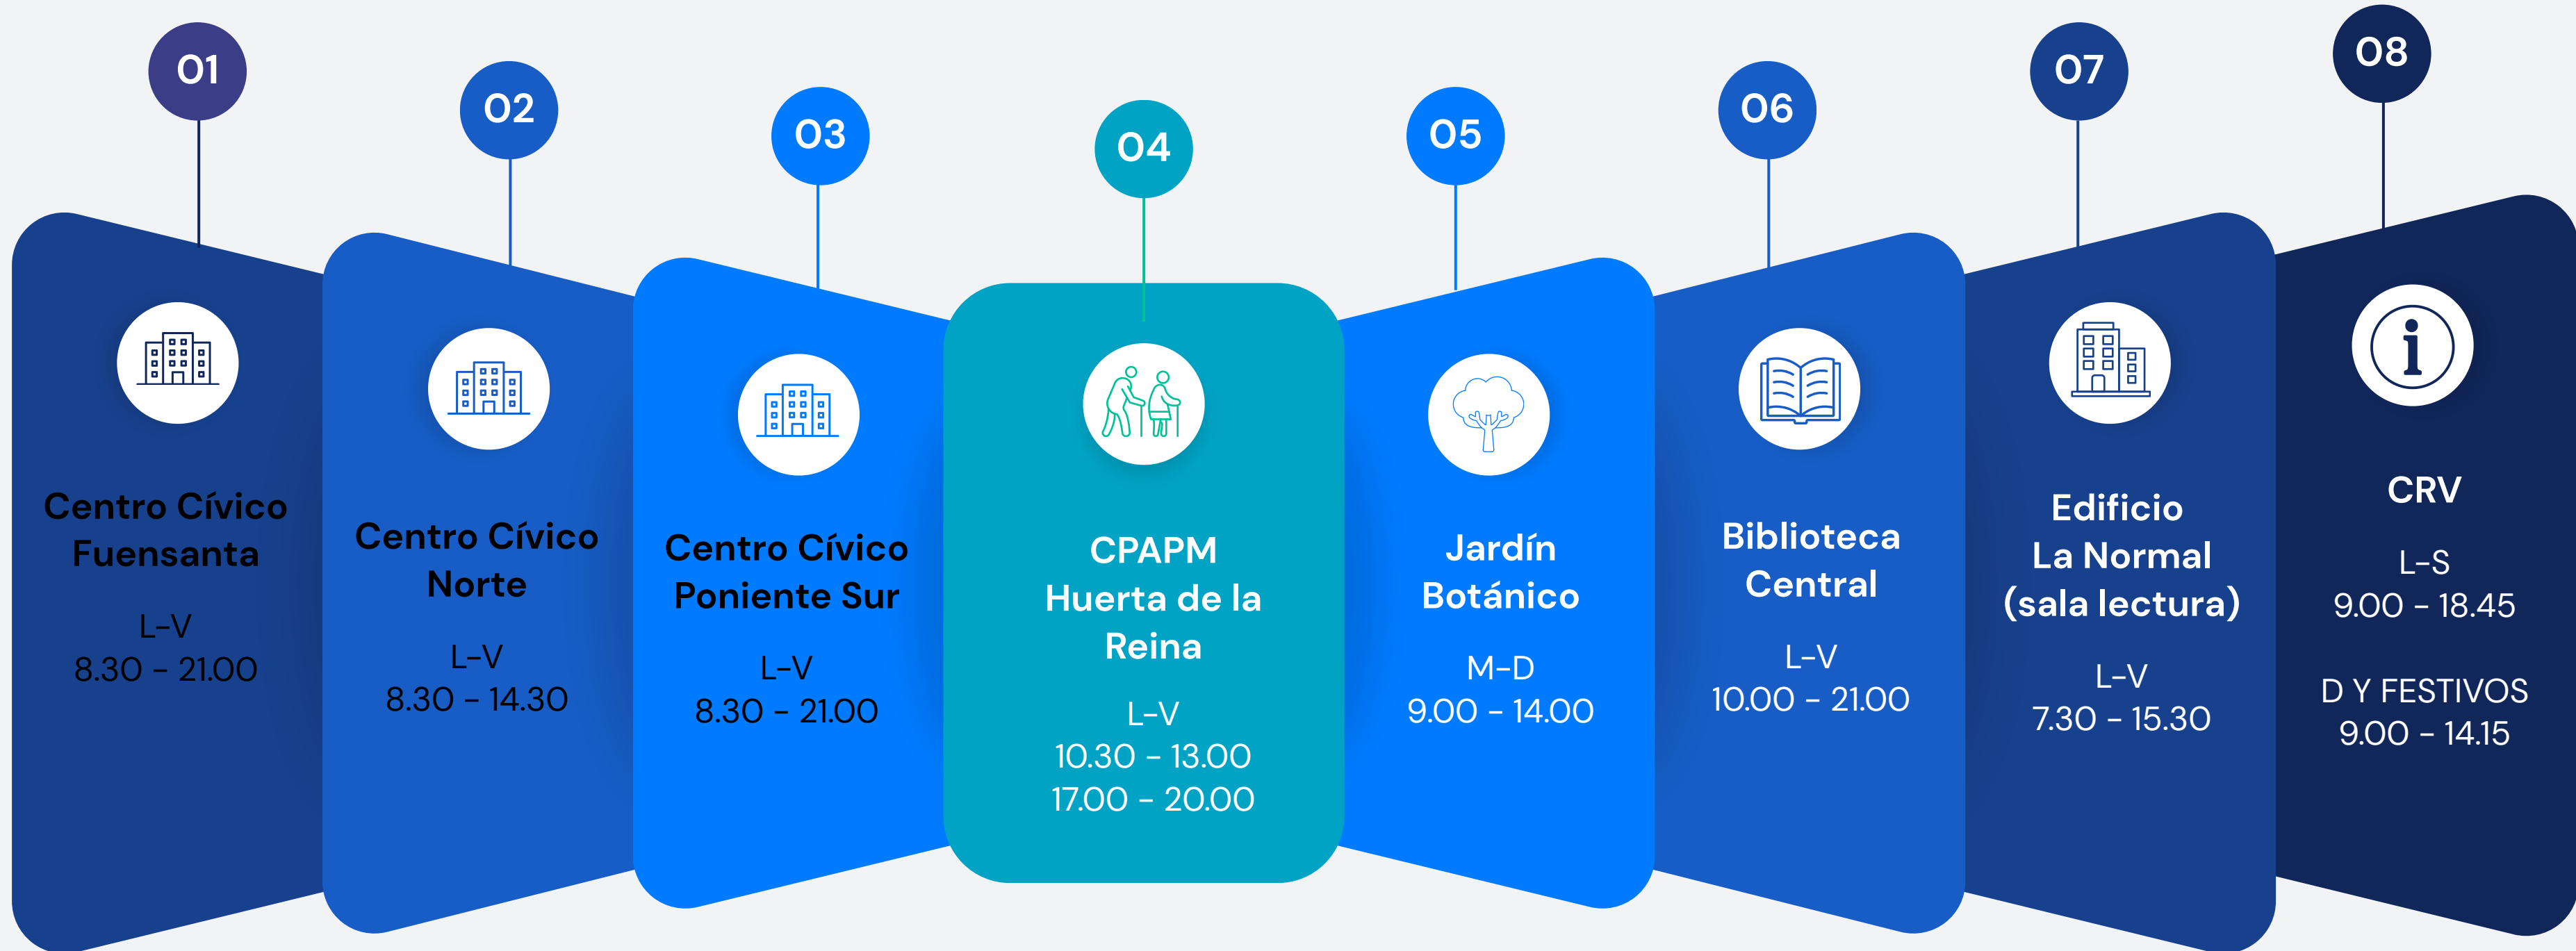 01
Centro Cívico
Fuensanta
L-V
8.30 - 21.00
02
Centro Cívico
Norte
L-V
8.30 - 14.30
03
Centro Cívico
Poniente Sur
L-V
8.30 - 21.00
04
CPAPM
Huerta de la
Reina
L-V
10.30 - 13.00
17.00 - 20.00
05
Jardín
Botánico
M-D
9.00 - 14.00
06
Biblioteca
Central
L-V
10.00 - 21.00
07
Edificio
La Normal
(sala lectura)
L-V
7.30 - 15.30
08
CRV
L-S
9.00 - 18.45
D Y FESTIVOS
9.00 - 14.15